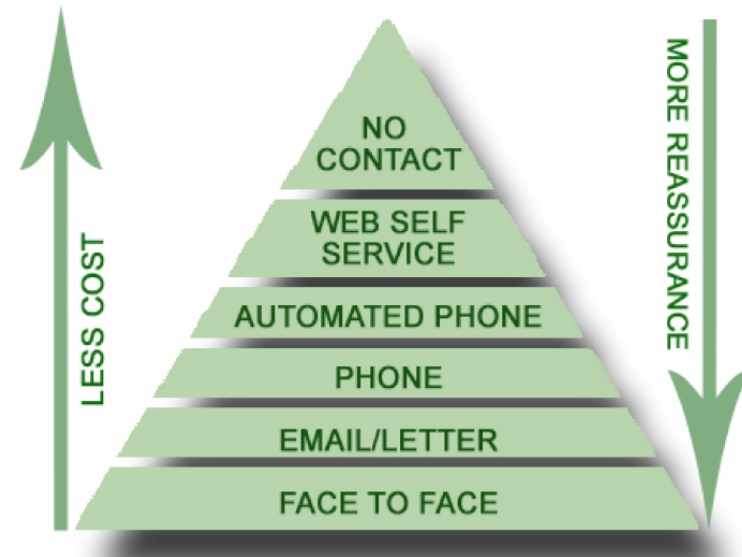 NO
CONTACT
WEB SELF
SERVICE
AUTOMATED PHONE
PHONE
EMAIL/LETTER
FACE TO FACE
LESS COST
MORE REASSURANCE